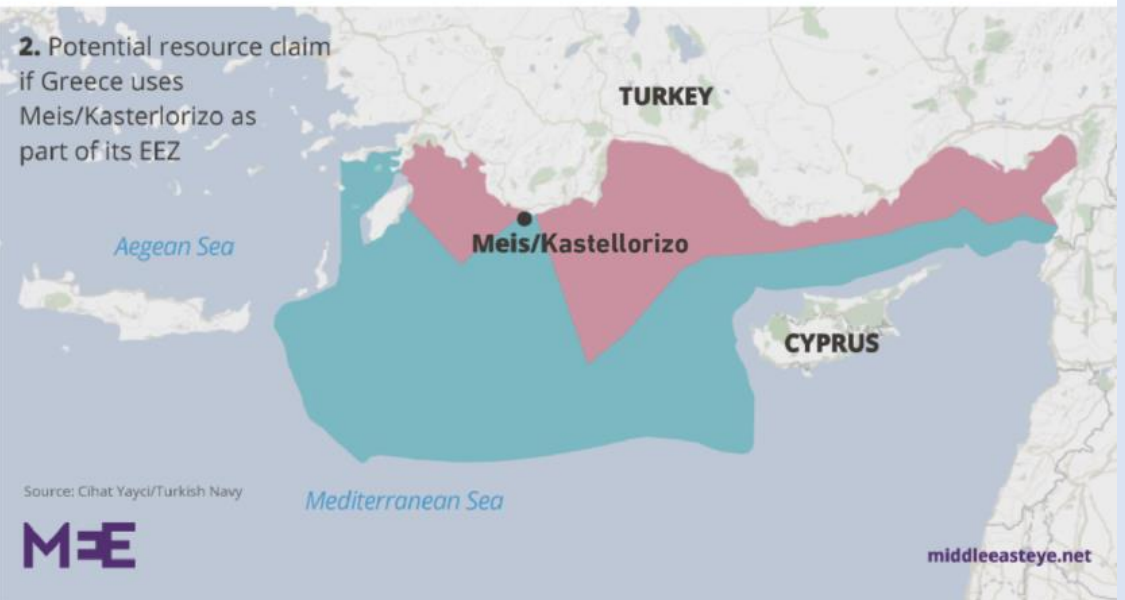 2. Potential resource claim
if Greece uses
Meis/Kasterlorizo as
part of its EEZ
TURKEY
Aegean Sea
Meis/Kastellorizo
CYPRUS
Source: Cihat Yayci/Turkish Navy
Mediterranean Sea
MEE
middleeasteye.net